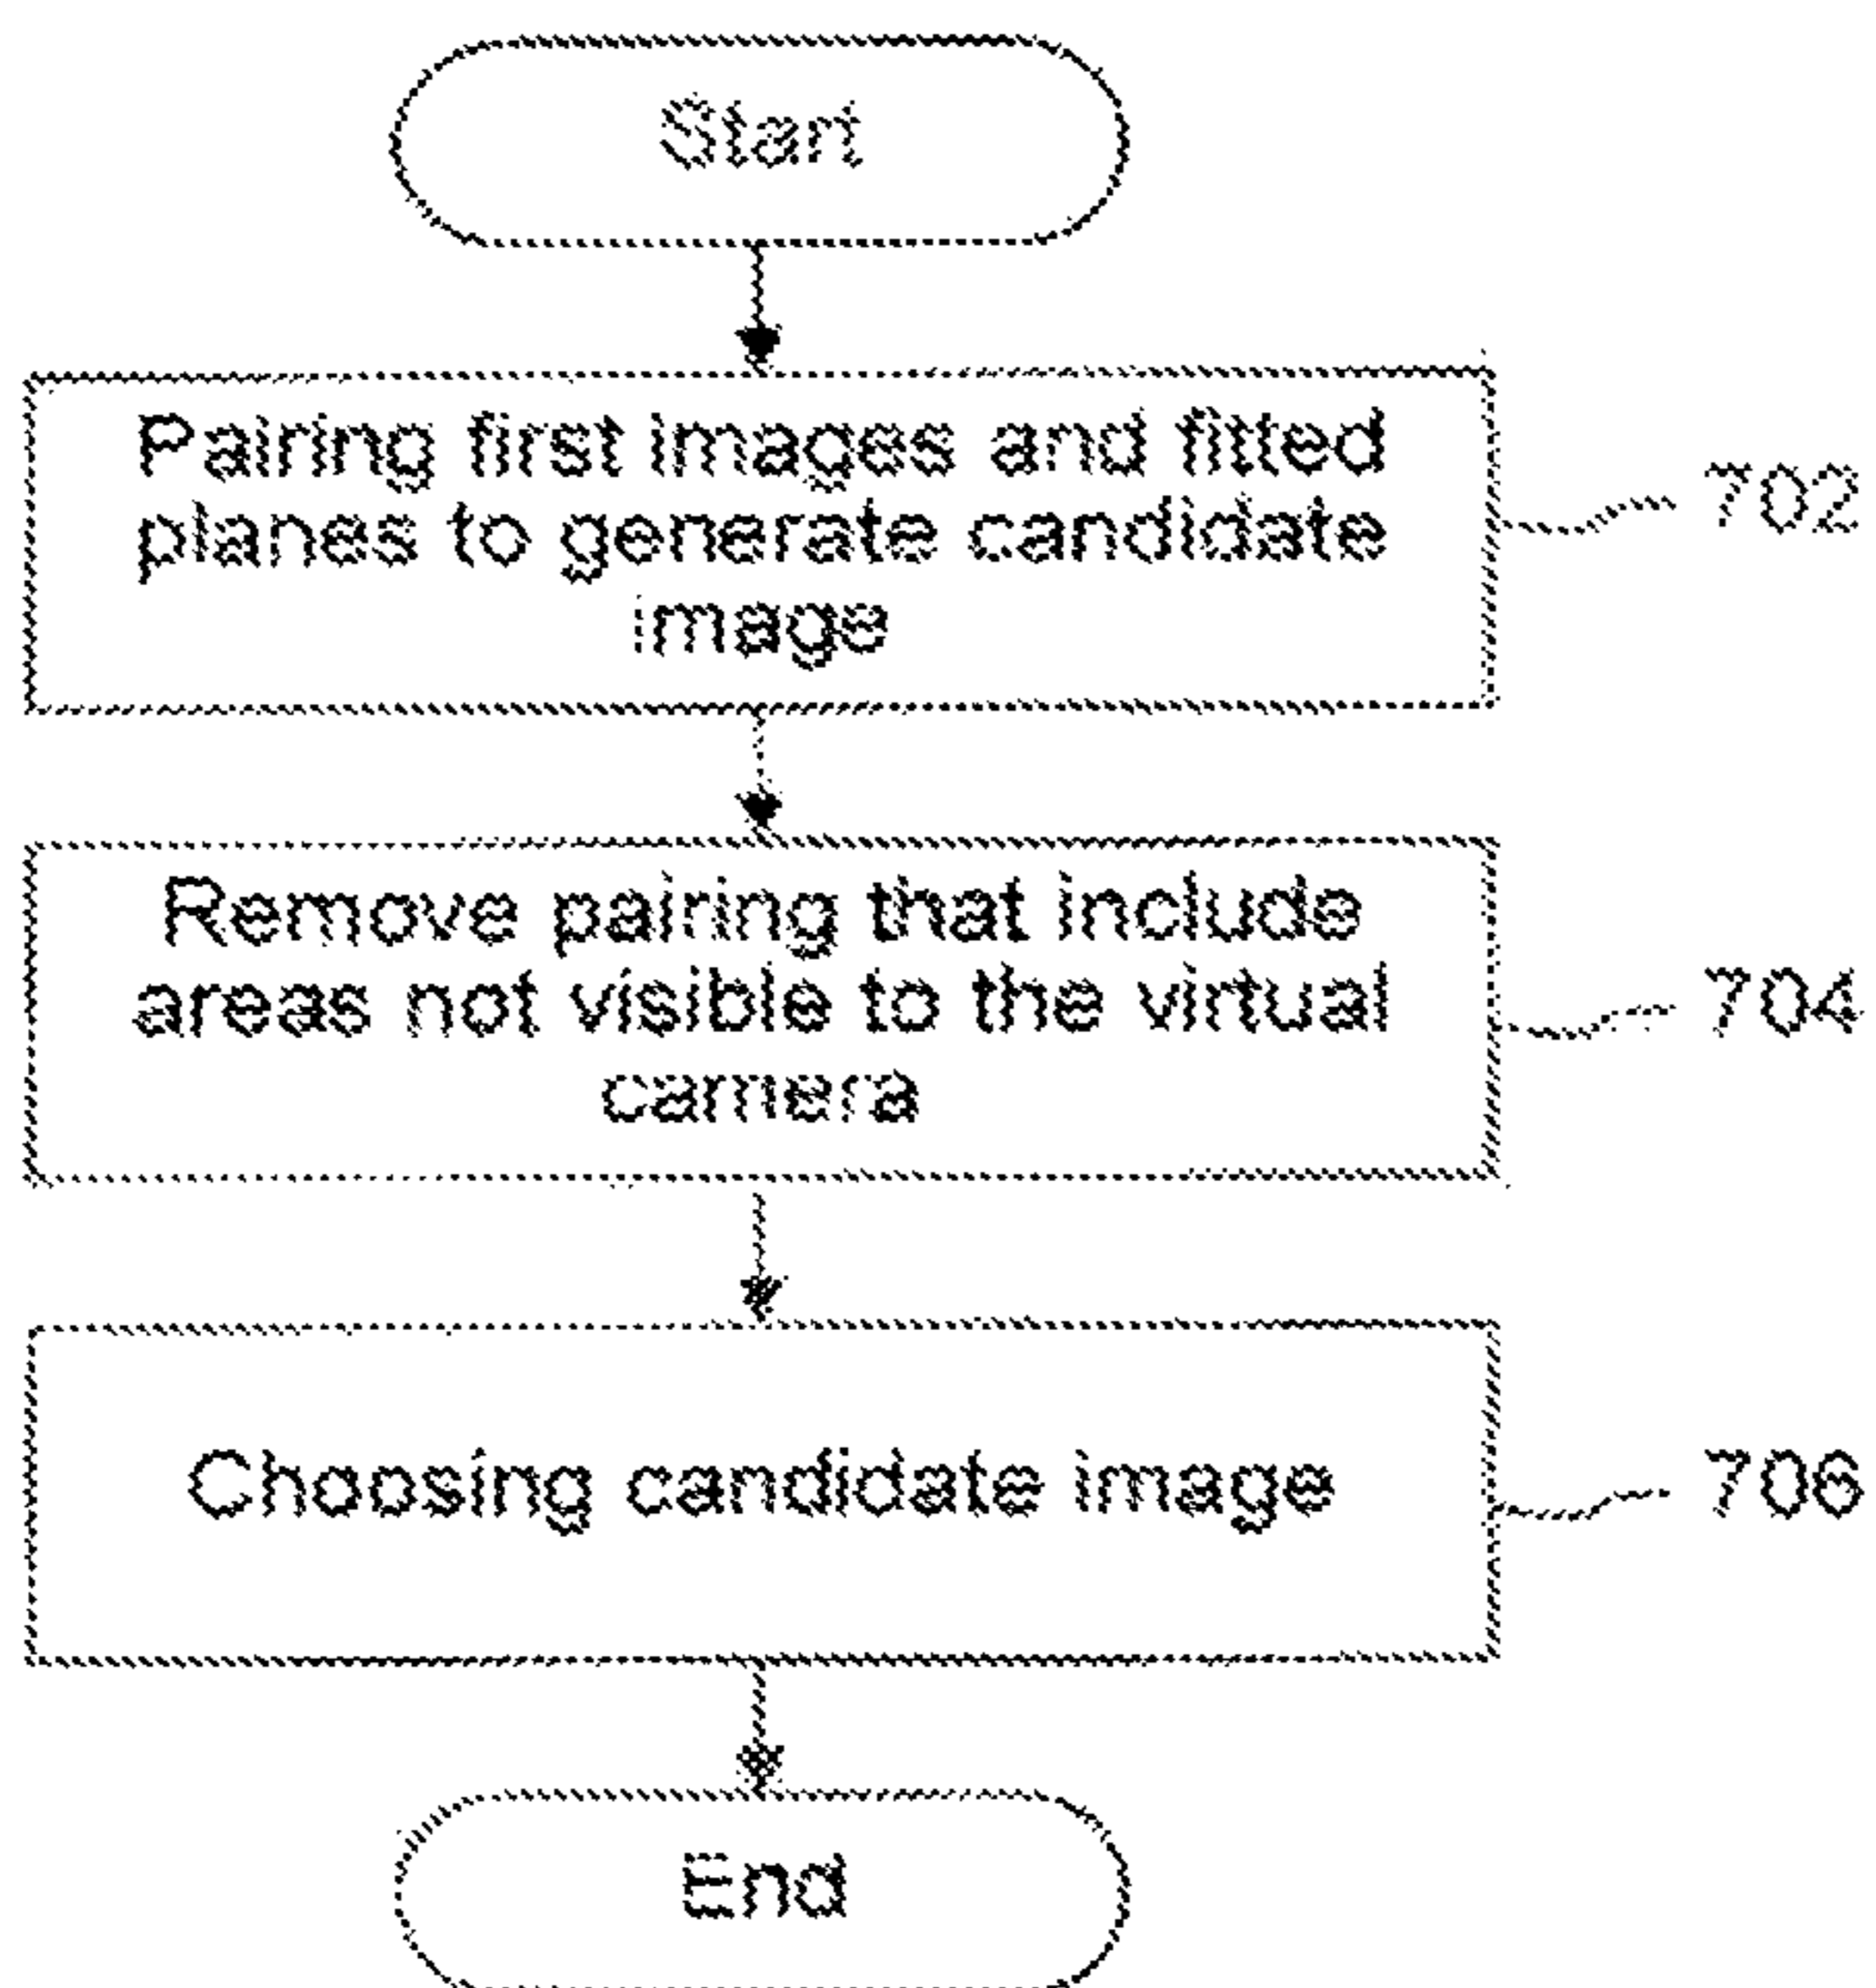 Start
Pairing first images and fitted
planes to generate candidate
image
702
Remove pairing that include
areas not visible to the virtual
camera
704
Choosing candidate image
706
End